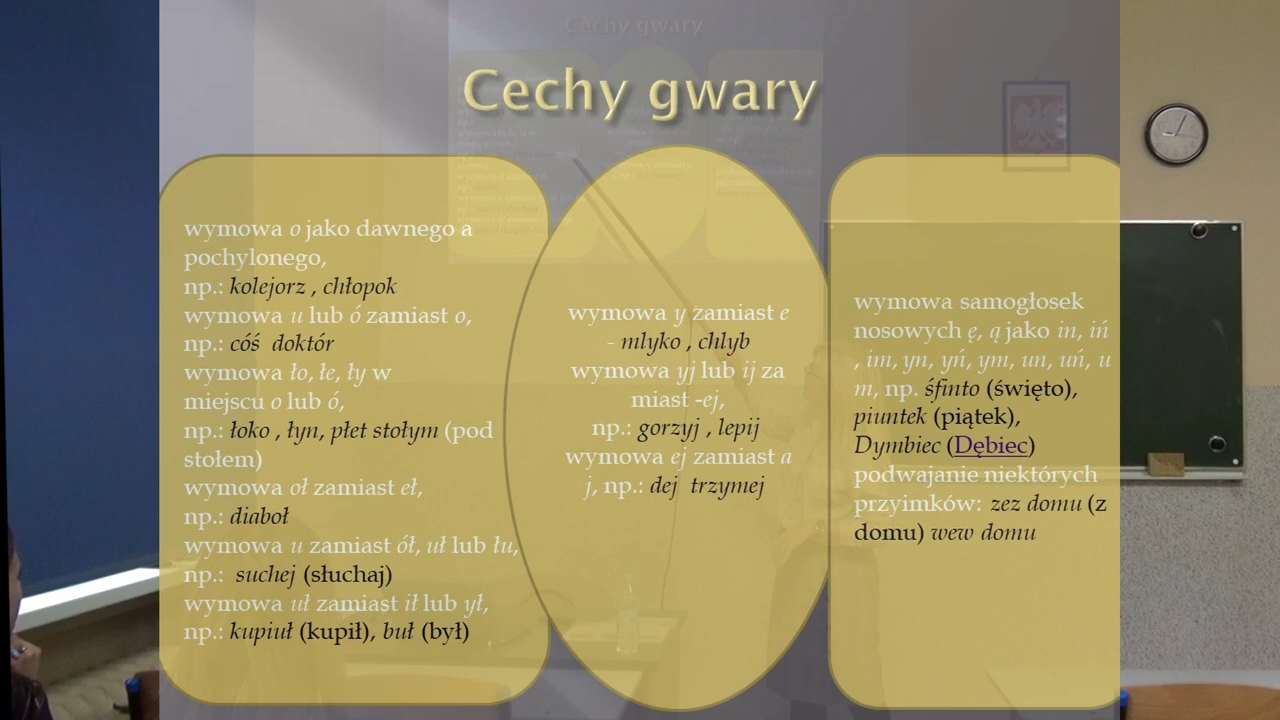 Cechy gwary
wymowa o jako dawnego a
pochylonego,
np.: kolejorz , chłopok
wymowa u lub ó zamiast o,
np.: cóś doktór
wymowa ło, łe, ły w
miejscu o lub ó,
np.: łoko , łyn, płet stołym (pod
stołem)
wymowa oł zamiast eł,
np.: diaboł
wymowa u zamiast ół, uł lub łu,
np.: suchej (słuchaj)
wymowa uł zamiast ił lub ył,
np.: kupiuł (kupił), buł (był)
wymowa y zamiast e
- mlyko , chlyb
wymowa yj lub ij za
miast -ej,
np.: gorzyj , lepij
wymowa ej zamiast a
j, np.: dej trzymej
wymowa samogłosek
nosowych ę, ą jako in, iń
, im, yn, yń, ym, un, uń, u
m, np. śfinto (święto),
piuntek (piątek),
Dymbiec (Dębiec)
podwajanie niektórych
przyimków: zez domu (z
domu) wew domu